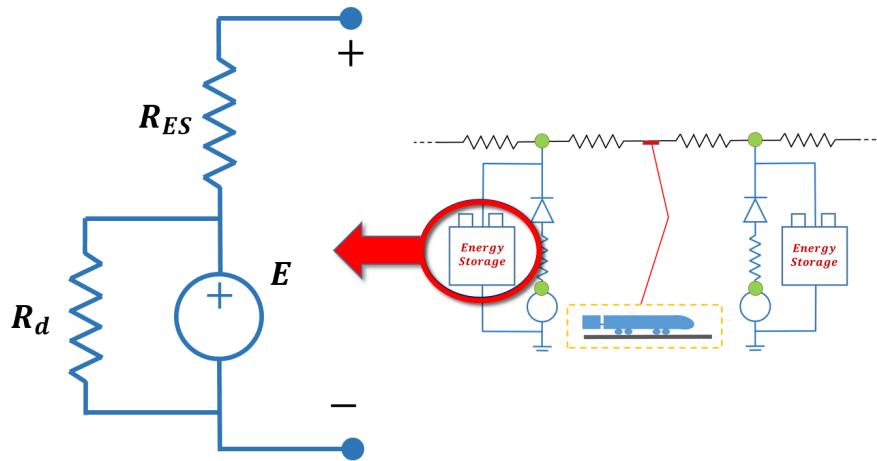 +
R_ES
E
+
R_d
−
Energy
Storage
Energy
Storage